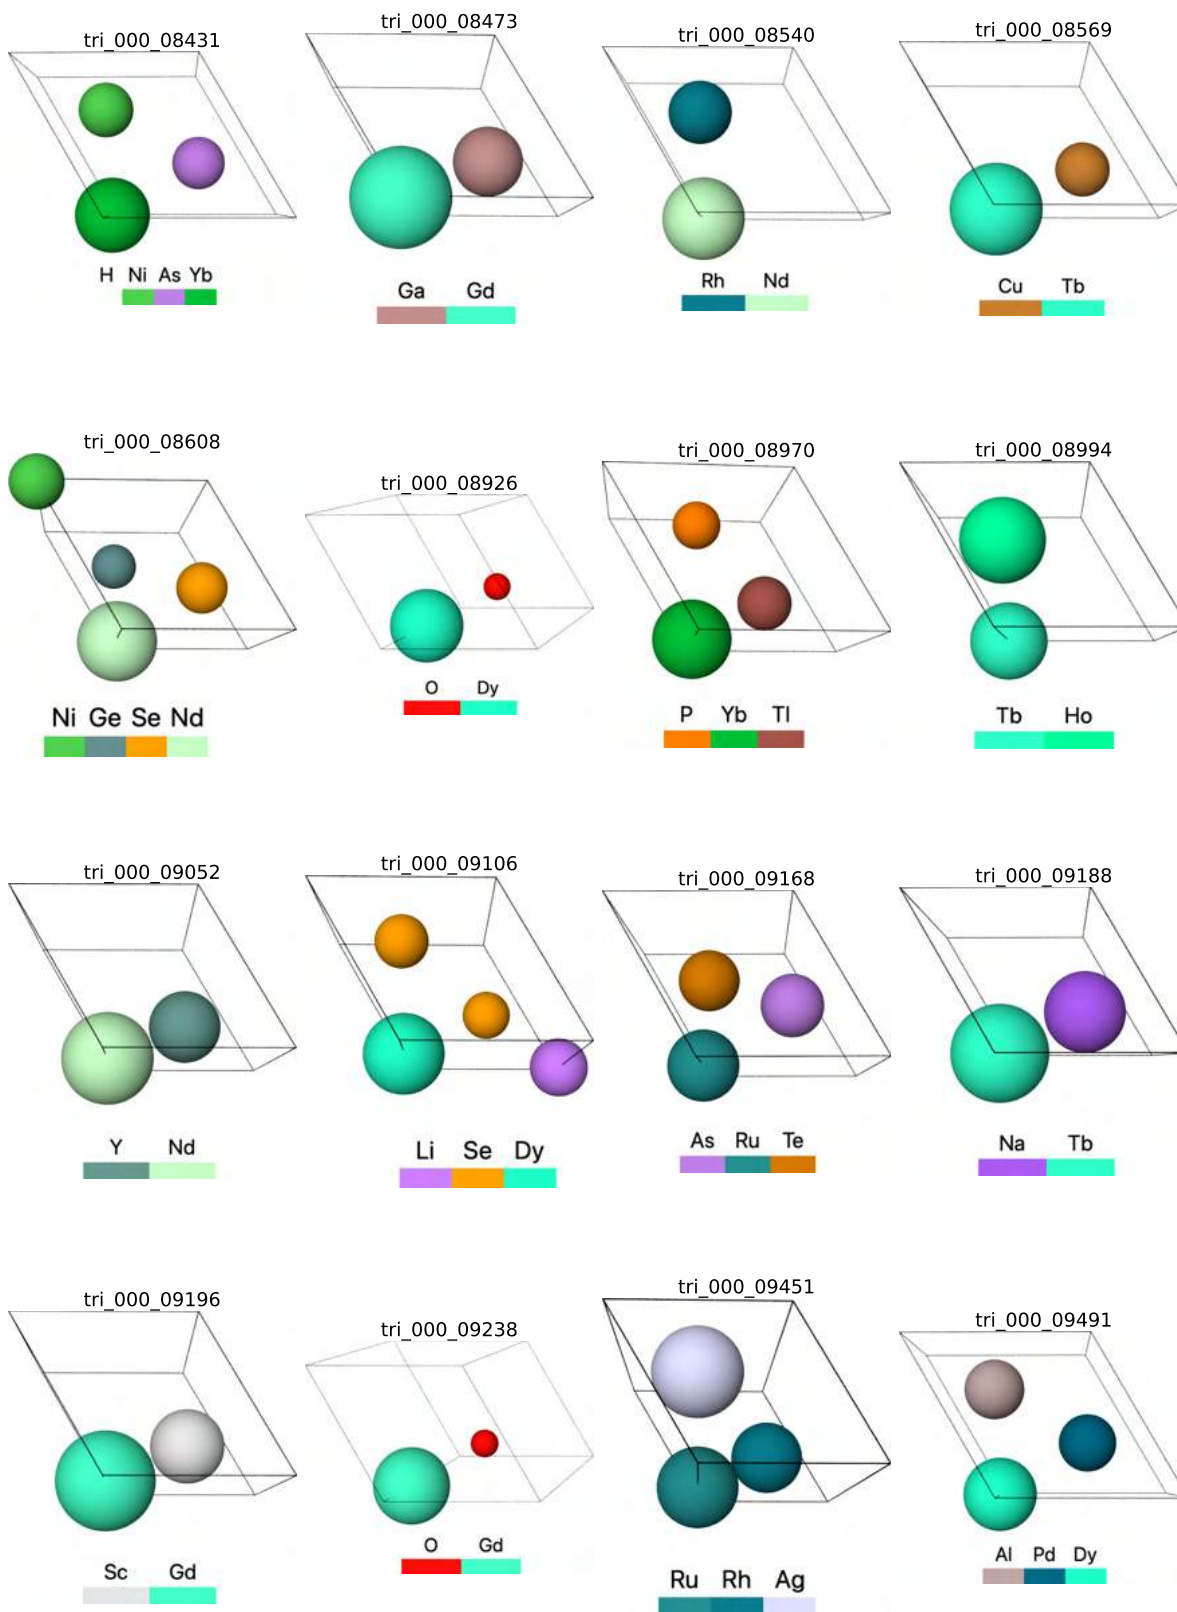 tri_000_08431
tri_000_08473
tri_000_08540
tri_000_08569
H Ni As Yb
Ga Gd
Rh Nd
Cu Tb
tri_000_08608
tri_000_08926
tri_000_08970
tri_000_08994
Ni Ge Se Nd
O Dy
P Yb Tl
Tb Ho
tri_000_09052
tri_000_09106
tri_000_09168
tri_000_09188
Y Nd
Li Se Dy
As Ru Te
Na Tb
tri_000_09196
tri_000_09238
tri_000_09451
tri_000_09491
Sc Gd
O Gd
Ru Rh Ag
Al Pd Dy